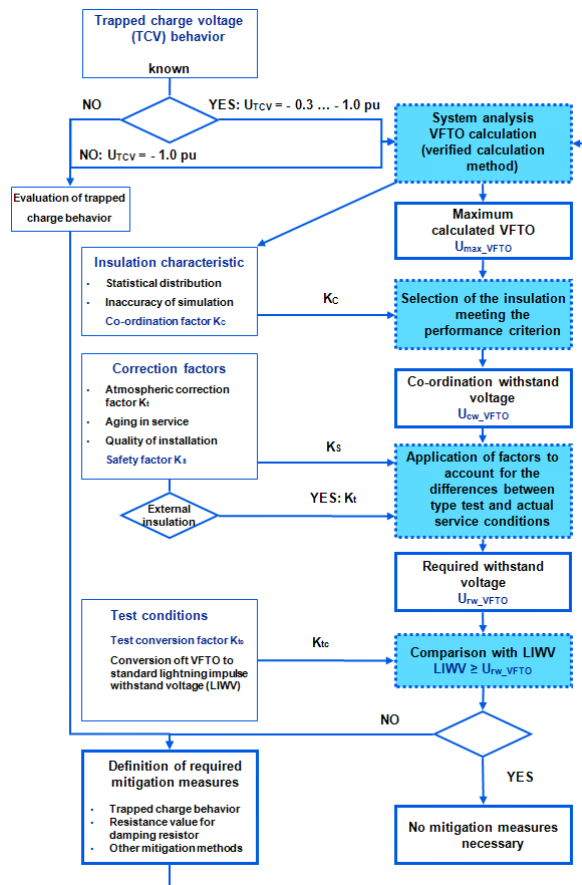 Trapped charge voltage
(TCV) behavior
known
NO
YES: UTCV = - 0.3 ... - 1.0 pu
NO: UTCV = - 1.0 pu
System analysis
VFTO calculation
(verified calculation
method)
Evaluation of trapped
charge behavior
Maximum
calculated VFTO
Umax_VFTO
Insulation characteristic
· Statistical distribution
· Inaccuracy of simulation
Co-ordination factor KC
KC
Selection of the insulation
meeting the
performance criterion
Correction factors
· Atmospheric correction
factor Kt
· Aging in service
· Quality of installation
Safety factor Ks
Co-ordination withstand
voltage
Ucw_VFTO
KS
YES: Kt
External
insulation
Application of factors to
account for the
differences between
type test and actual
service conditions
Required withstand
voltage
Urw_VFTO
Test conditions
Test conversion factor Ktc
Conversion oft VFTO to
standard lightning impulse
withstand voltage (LIWV)
Ktc
Comparison with LIWV
LIWV ≥ Urw_VFTO
NO
YES
Definition of required
mitigation measures
· Trapped charge behavior
· Resistance value for
damping resistor
· Other mitigation methods
No mitigation measures
necessary